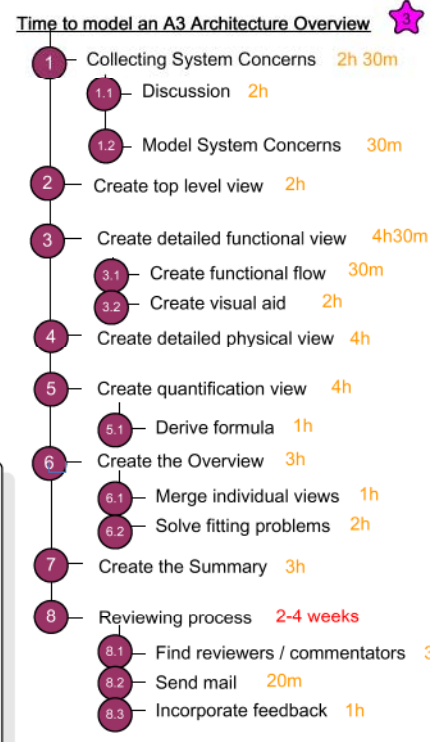 Time to model an A3 Architecture Overview 3
1 Collecting System Concerns 2h 30m
1.1 Discussion 2h
1.2 Model System Concerns 30m
2 Create top level view 2h
3 Create detailed functional view 4h30m
3.1 Create functional flow 30m
3.2 Create visual aid 2h
4 Create detailed physical view 4h
5 Create quantification view 4h
5.1 Derive formula 1h
6 Create the Overview 3h
6.1 Merge individual views 1h
6.2 Solve fitting problems 2h
7 Create the Summary 3h
8 Reviewing process 2-4 weeks
8.1 Find reviewers / commentators
8.2 Send mail 20m
8.3 Incorporate feedback 1h